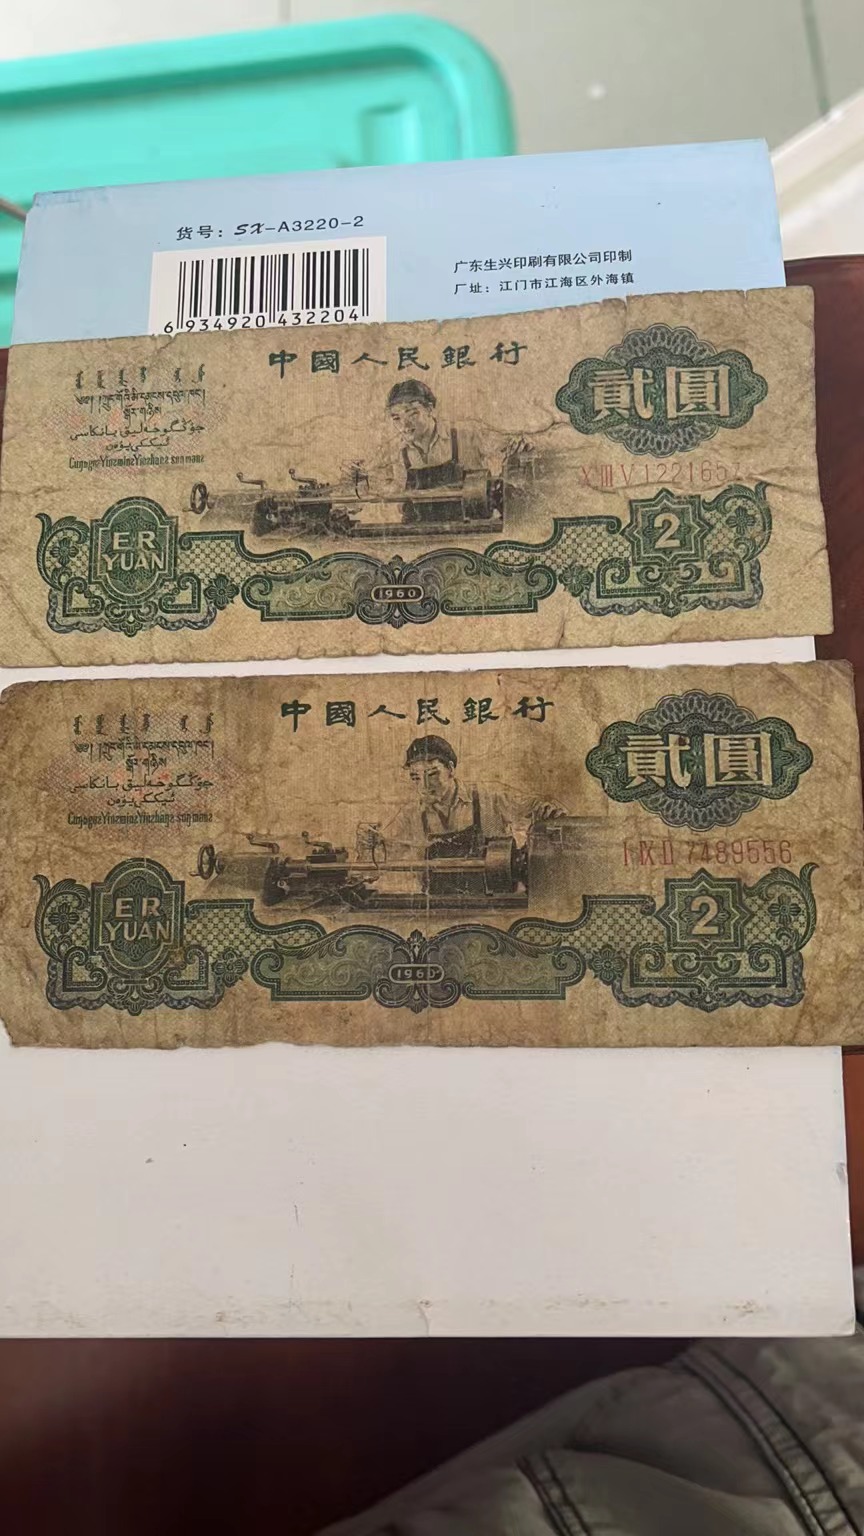 货号：SX-A3220-2
6 934920 432204
广东生兴印刷有限公司印制
厂址：江门市江海区外海镇
中國人民銀行
貳圓
X III V 1221657
ER
YUAN
2
1960
中國人民銀行
貳圓
I IX II 7489556
ER
YUAN
2
1960